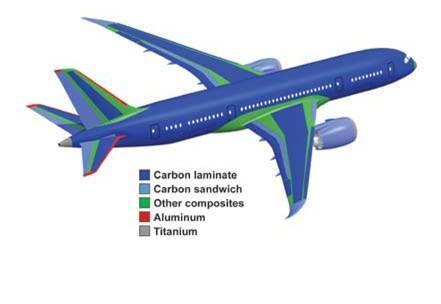 Carbon laminate
Carbon sandwich
Other composites
Aluminum
Titanium